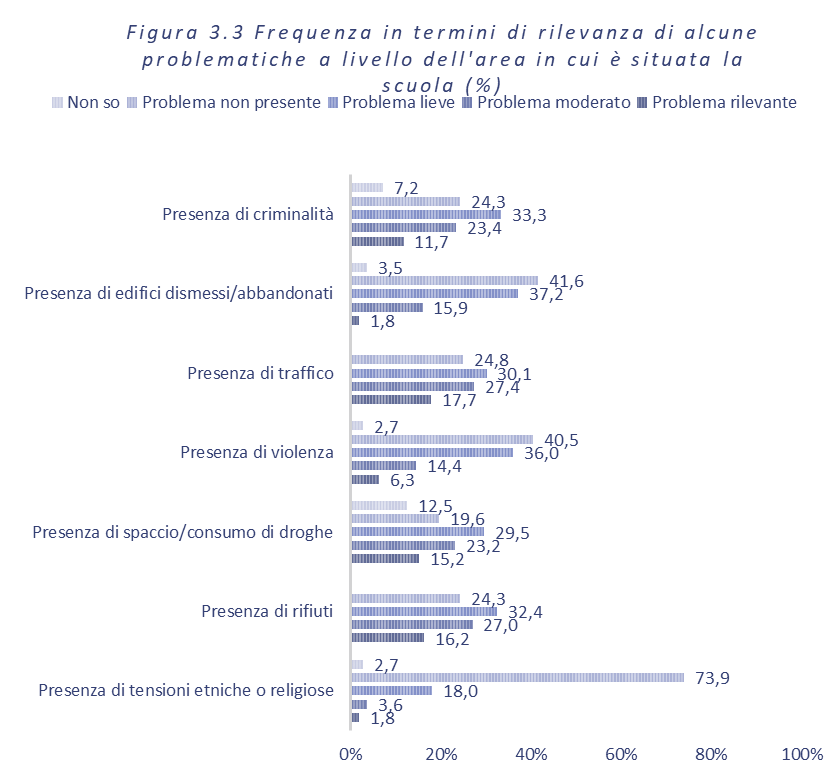 Figura 3.3 Frequenza in termini di rilevanza di alcune
problematiche a livello dell'area in cui è situata la
scuola (%)
Non so Problema non presente Problema lieve Problema moderato Problema rilevante
Presenza di criminalità
7,2
24,3
33,3
23,4
11,7
Presenza di edifici dismessi/abbandonati
3,5
41,6
37,2
15,9
1,8
Presenza di traffico
24,8
30,1
27,4
17,7
Presenza di violenza
2,7
40,5
36,0
14,4
6,3
Presenza di spaccio/consumo di droghe
12,5
19,6
29,5
23,2
15,2
Presenza di rifiuti
24,3
32,4
27,0
16,2
Presenza di tensioni etniche o religiose
2,7
73,9
18,0
3,6
1,8
0% 20% 40% 60% 80% 100%